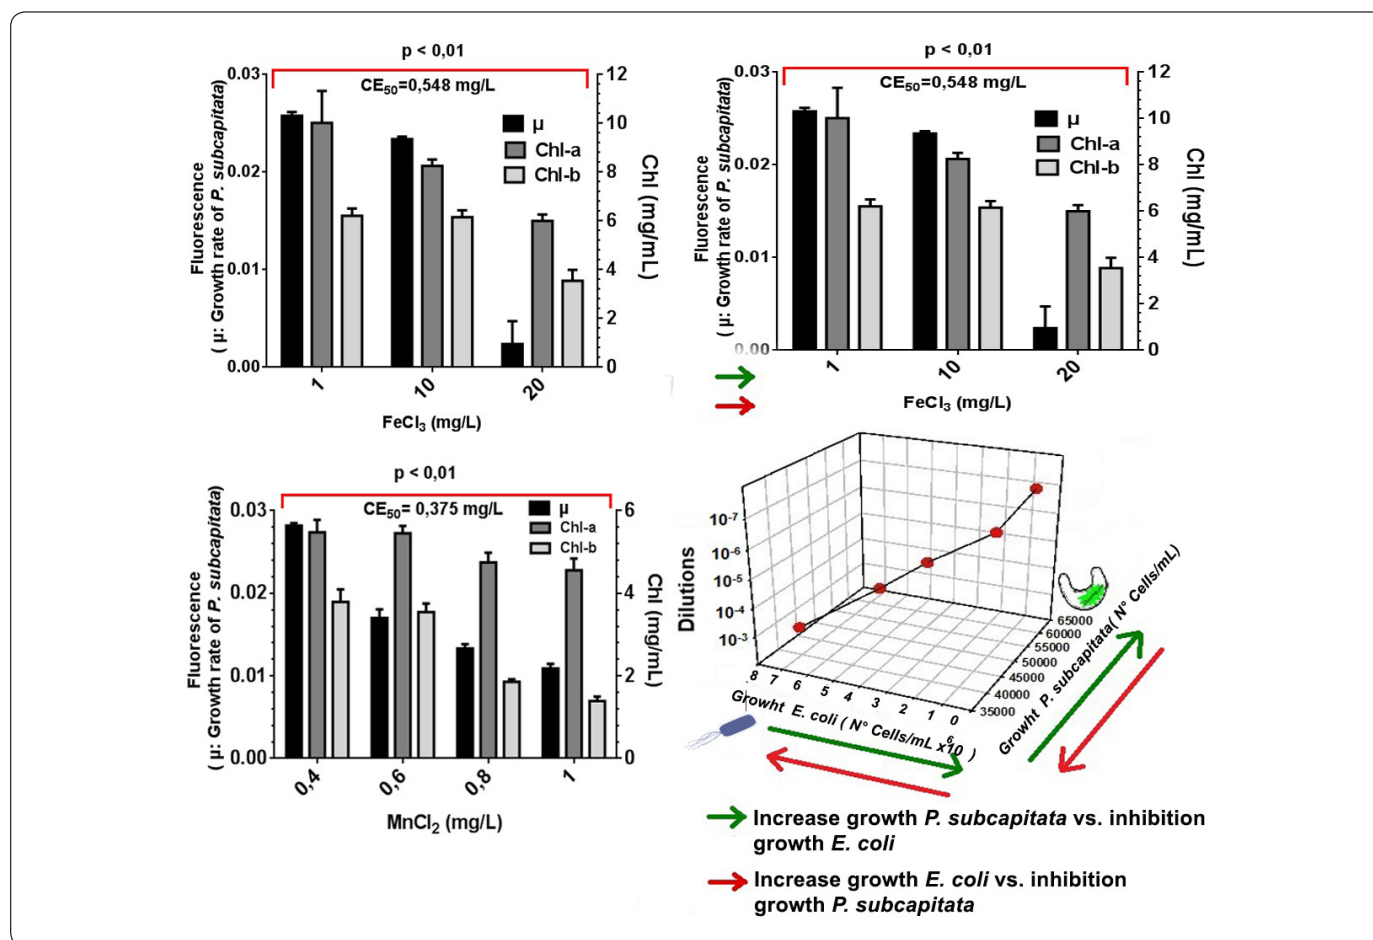 p < 0,01
CE50=0,548 mg/L
μ
Chl-a
Chl-b
0.03
0.02
0.01
0.00
12
10
8
6
4
2
0
Fluorescence
( μ: Growth rate of P. subcapitata)
Chl (mg/mL)
1
10
20
FeCl3 (mg/L)
p < 0,01
CE50=0,548 mg/L
μ
Chl-a
Chl-b
0.03
0.02
0.01
0.00
12
10
8
6
4
2
0
Fluorescence
( μ: Growth rate of P. subcapitata)
Chl (mg/mL)
1
10
20
FeCl3 (mg/L)
p < 0,01
CE50= 0,375 mg/L
μ
Chl-a
Chl-b
0.03
0.02
0.01
0.00
6
4
2
0
Fluorescence
( μ: Growth rate of P. subcapitata)
Chl (mg/mL)
0,4
0,6
0,8
1
MnCl2 (mg/L)
Dilutions
10-7
10-6
10-5
10-4
10-3
8 7 6 5 4 3 2 1 0
Growht E. coli ( N° Cells/mL x10 6 )
65000
60000
55000
50000
45000
40000
35000
Growht P. subcapitata( N° Cells/mL)
Increase growth P. subcapitata vs. inhibition
growth E. coli
Increase growth E. coli vs. inhibition
growth P. subcapitata